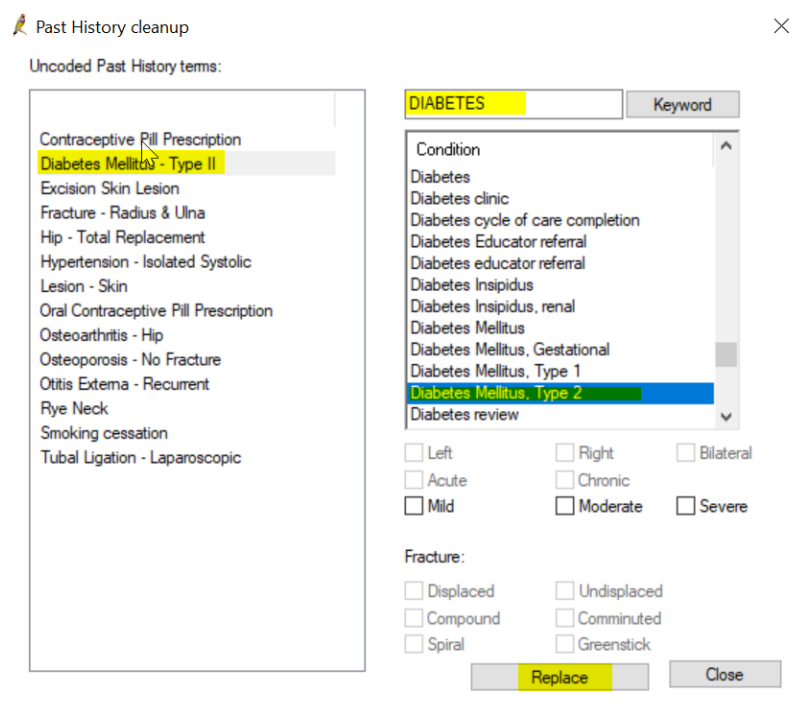 Past History cleanup
Uncoded Past History terms:
Contraceptive Pill Prescription
Diabetes Mellitus - Type II
Excision Skin Lesion
Fracture - Radius & Ulna
Hip - Total Replacement
Hypertension - Isolated Systolic
Lesion - Skin
Oral Contraceptive Pill Prescription
Osteoarthritis - Hip
Osteoporosis - No Fracture
Otitis Externa - Recurrent
Rye Neck
Smoking cessation
Tubal Ligation - Laparoscopic
DIABETES
Keyword
Condition
Diabetes
Diabetes clinic
Diabetes cycle of care completion
Diabetes Educator referral
Diabetes educator referral
Diabetes Insipidus
Diabetes Insipidus, renal
Diabetes Mellitus
Diabetes Mellitus, Gestational
Diabetes Mellitus, Type 1
Diabetes Mellitus, Type 2
Diabetes review
Left Right Bilateral
Acute Chronic
Mild Moderate Severe
Fracture:
Displaced Undisplaced
Compound Comminuted
Spiral Greenstick
Replace Close